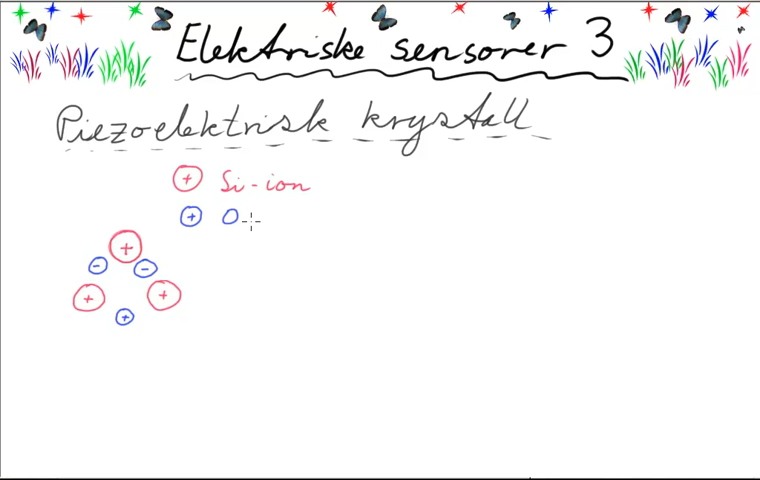 Elektriske sensorer 3
Piezoelektrisk krystall
+ Si-ion
+ O-
+
- -
+ +
+